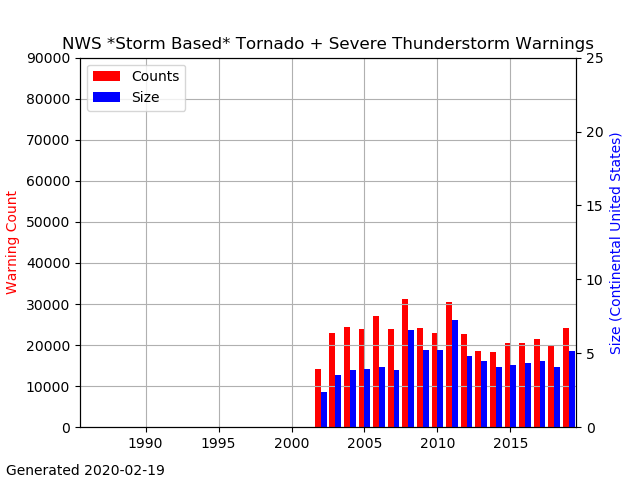 NWS *Storm Based* Tornado + Severe Thunderstorm Warnings
Counts
Size
90000
80000
70000
60000
50000
40000
30000
20000
10000
0
Warning Count
25
20
15
10
5
0
Size (Continental United States)
1990 1995 2000 2005 2010 2015
Generated 2020-02-19